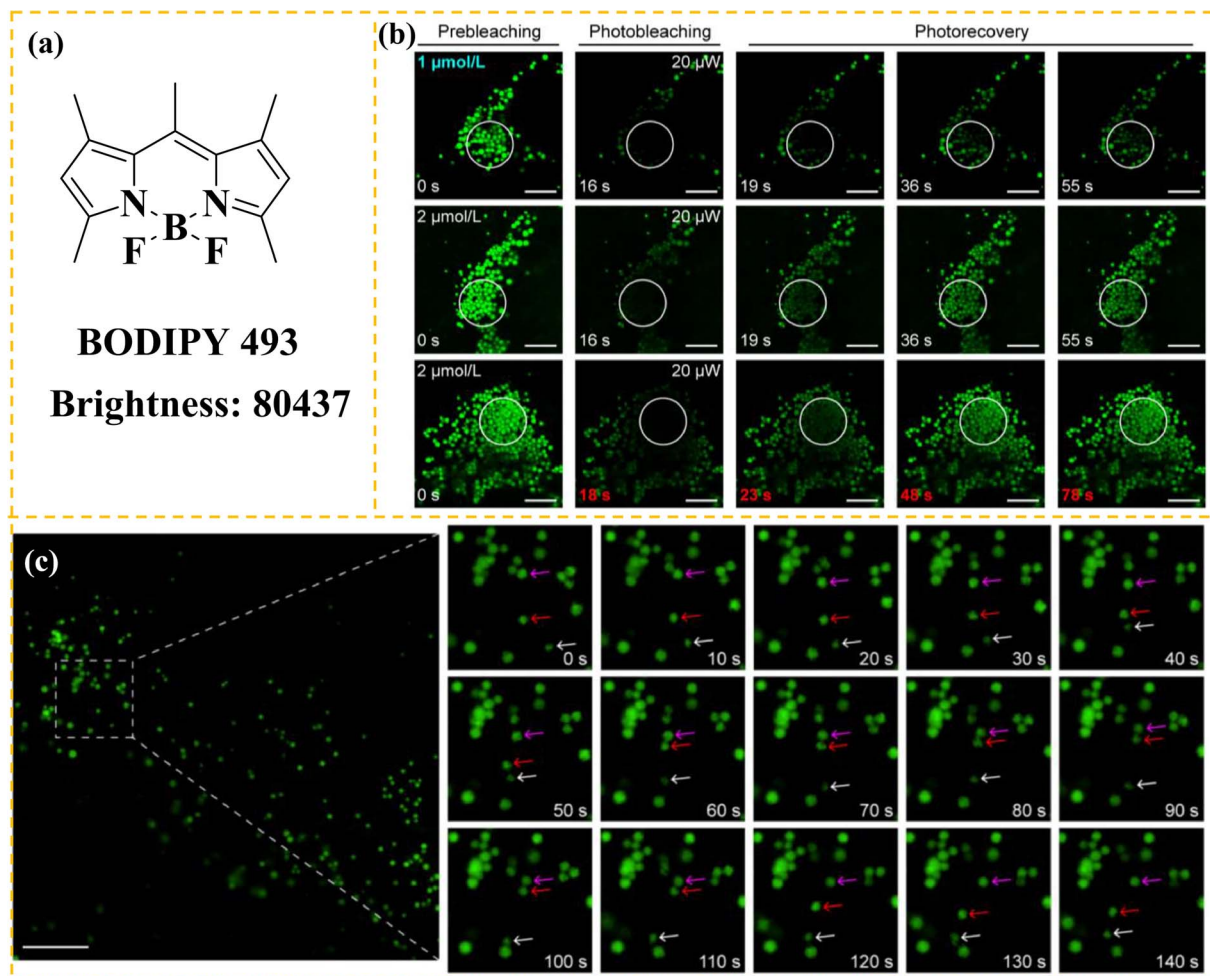 (a)
N
N
B
F
F
BODIPY 493
Brightness: 80437
(b)
Prebleaching
Photobleaching
Photorecovery
1 µmol/L
20 µW
0 s
16 s
19 s
36 s
55 s
2 µmol/L
20 µW
0 s
16 s
19 s
36 s
55 s
2 µmol/L
20 µW
0 s
18 s
23 s
48 s
78 s
(c)
0 s
10 s
20 s
30 s
40 s
50 s
60 s
70 s
80 s
90 s
100 s
110 s
120 s
130 s
140 s